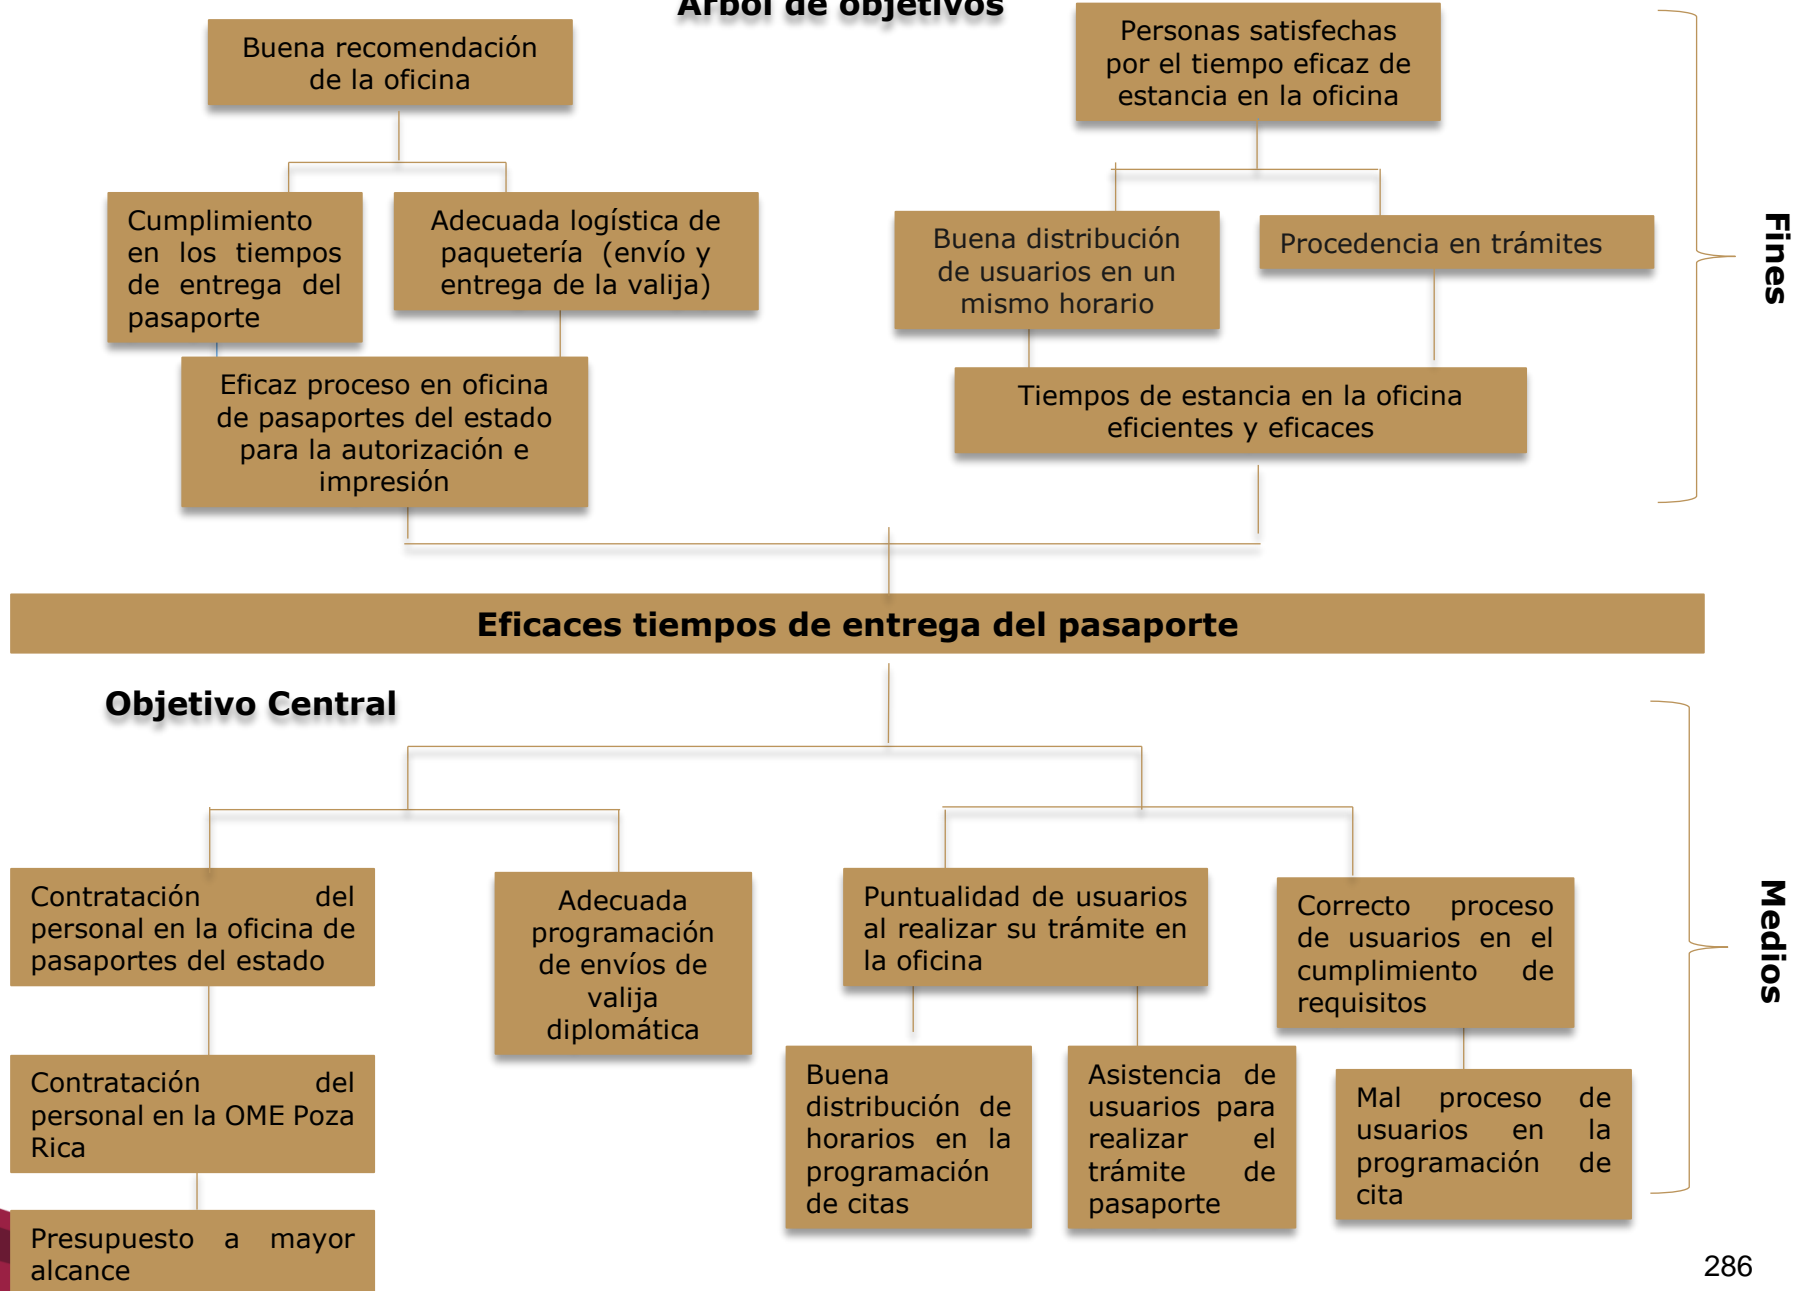 Árbol de objetivos
Buena recomendación
de la oficina
Personas satisfechas
por el tiempo eficaz de
estancia en la oficina
Cumplimiento
en los tiempos
de entrega del
pasaporte
Adecuada logística de
paquetería (envío y
entrega de la valija)
Buena distribución
de usuarios en un
mismo horario
Procedencia en trámites
Fines
Eficaz proceso en oficina
de pasaportes del estado
para la autorización e
impresión
Tiempos de estancia en la oficina
eficientes y eficaces
Eficaces tiempos de entrega del pasaporte
Objetivo Central
Contratación del
personal en la oficina de
pasaportes del estado
Adecuada
programación
de envíos de
valija
diplomática
Puntualidad de usuarios
al realizar su trámite en
la oficina
Correcto proceso
de usuarios en el
cumplimiento de
requisitos
Medios
Contratación del
personal en la OME Poza
Rica
Buena
distribución de
horarios en la
programación
de citas
Asistencia de
usuarios para
realizar el
trámite de
pasaporte
Mal proceso de
usuarios en la
programación de
cita
Presupuesto a mayor
alcance
286